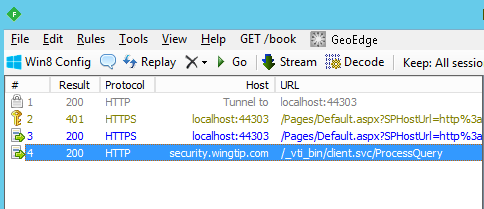 File Edit Rules Tools View Help GET /book GeoEdge
Win8 Config Replay Go Stream Decode Keep: All sessio
# Result Protocol Host URL
1 200 HTTP Tunnel to localhost:44303
2 401 HTTPS localhost:44303 /Pages/Default.aspx?SPHostUrl=http%3a
3 200 HTTPS localhost:44303 /Pages/Default.aspx?SPHostUrl=http%3a
4 200 HTTP security.wingtip.com /_vti_bin/client.svc/ProcessQuery